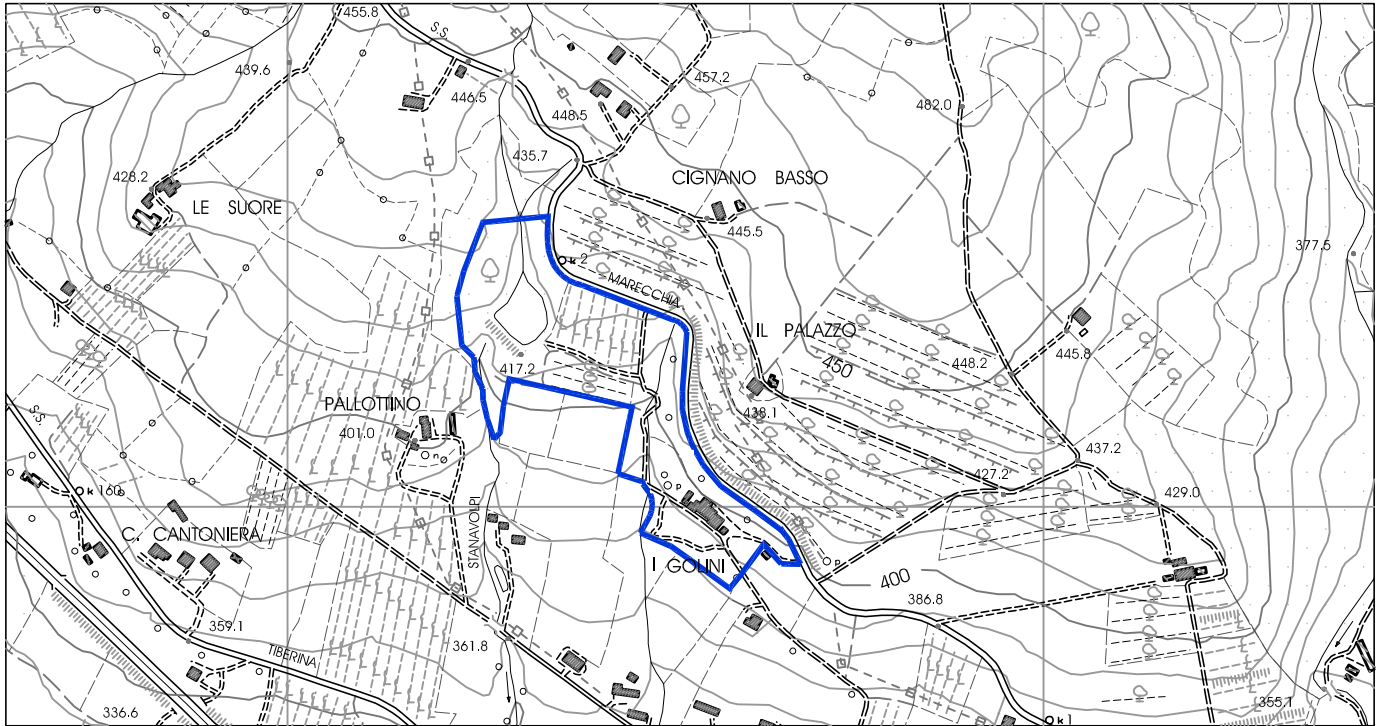 455.8
S.S.
439.6
446.5
448.5
457.2
482.0
435.7
428.2
LE SUORE
CIGNANO BASSO
445.5
377.5
k 2
MARECCHIA
IL PALAZZO
450
448.2
445.8
417.2
438.1
PALLOTTINO
401.0
n
S.S.
k 160
p
427.2
437.2
429.0
C. CANTONIERA
STANAVOLPI
I GOLINI
p
400
386.8
359.1
TIBERINA
361.8
336.6
355.1
k 1